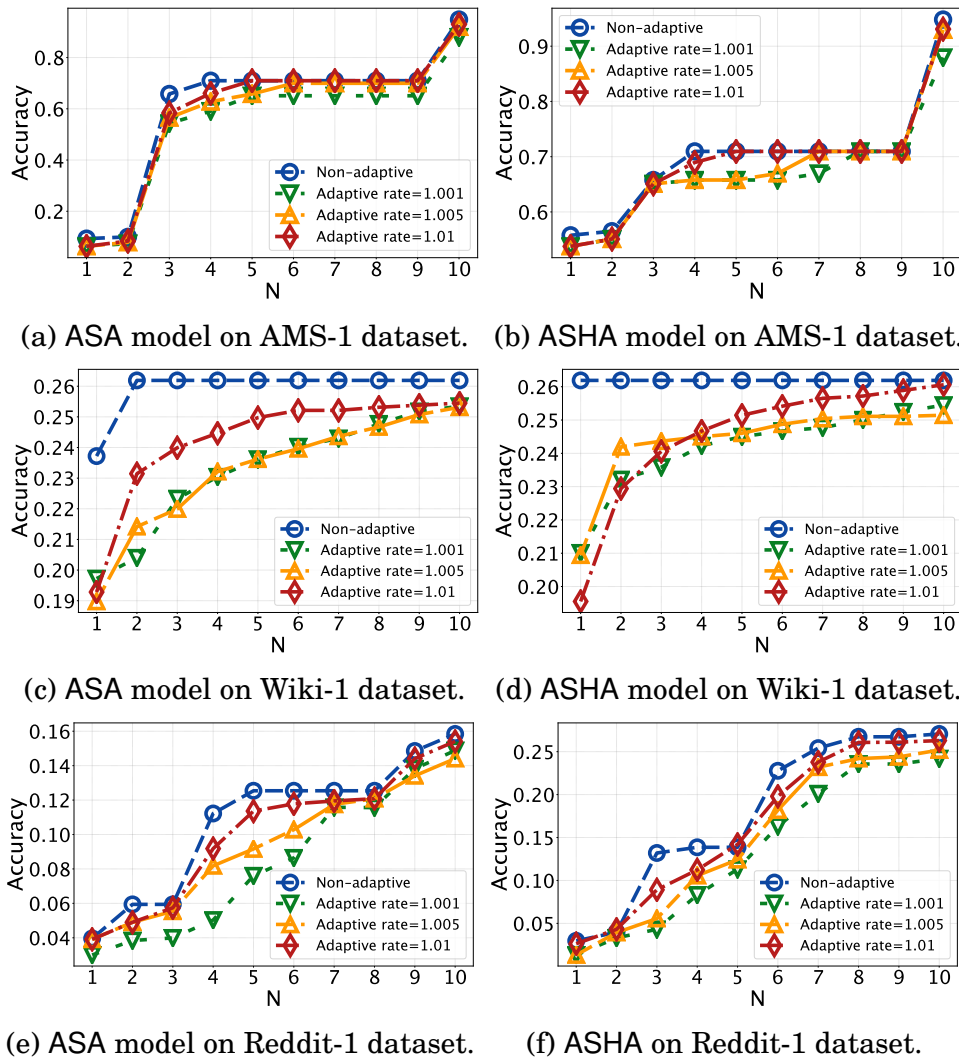 Accuracy
0.8
0.6
0.4
0.2
Non-adaptive
Adaptive rate=1.001
Adaptive rate=1.005
Adaptive rate=1.01
1 2 3 4 5 6 7 8 9 10
N
(a) ASA model on AMS-1 dataset.
Accuracy
0.9
0.8
0.7
0.6
Non-adaptive
Adaptive rate=1.001
Adaptive rate=1.005
Adaptive rate=1.01
1 2 3 4 5 6 7 8 9 10
N
(b) ASHA model on AMS-1 dataset.
Accuracy
0.26
0.25
0.24
0.22
0.21
0.20
0.19
Non-adaptive
Adaptive rate=1.001
Adaptive rate=1.005
Adaptive rate=1.01
1 2 3 4 5 6 7 8 9 10
N
(c) ASA model on Wiki-1 dataset.
Accuracy
0.26
0.25
0.24
0.22
0.21
0.20
Non-adaptive
Adaptive rate=1.001
Adaptive rate=1.005
Adaptive rate=1.01
1 2 3 4 5 6 7 8 9 10
N
(d) ASHA model on Wiki-1 dataset.
Accuracy
0.16
0.14
0.12
0.10
0.08
0.06
0.04
Non-adaptive
Adaptive rate=1.001
Adaptive rate=1.005
Adaptive rate=1.01
1 2 3 4 5 6 7 8 9 10
N
(e) ASA model on Reddit-1 dataset.
Accuracy
0.25
0.20
0.15
0.10
0.05
Non-adaptive
Adaptive rate=1.001
Adaptive rate=1.005
Adaptive rate=1.01
1 2 3 4 5 6 7 8 9 10
N
(f) ASHA on Reddit-1 dataset.